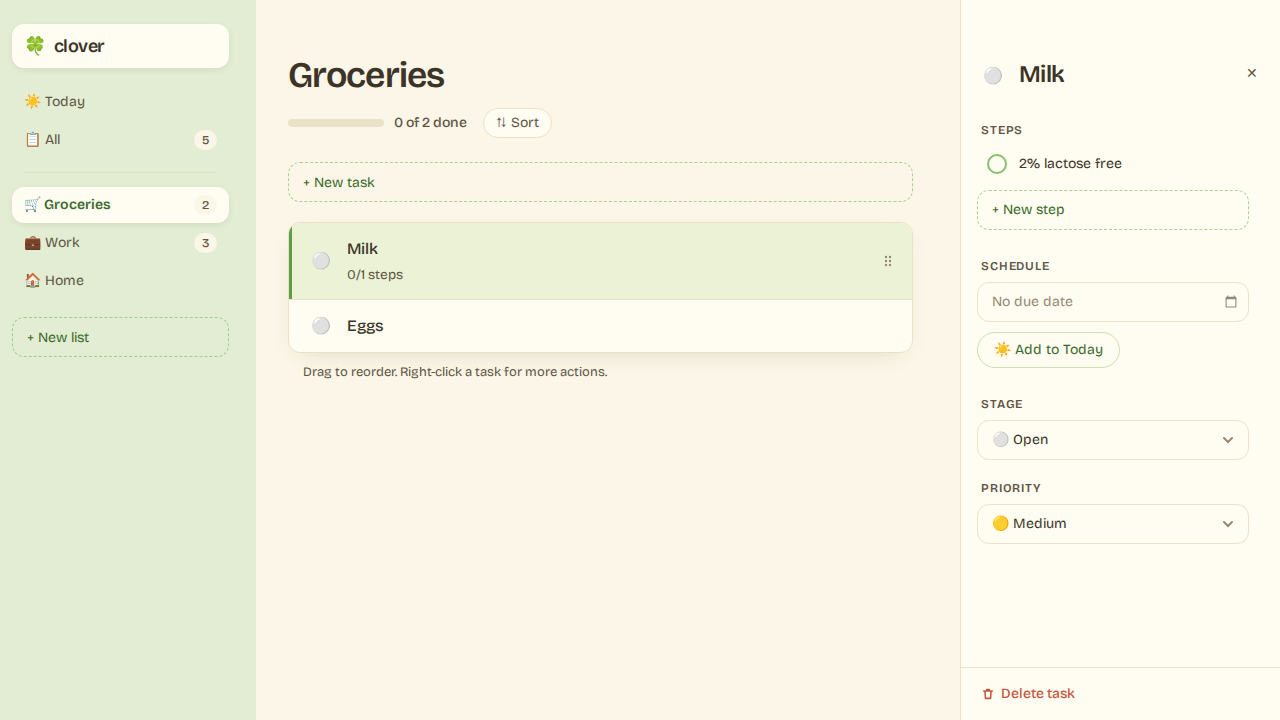 clover
Today
All 5
Groceries 2
Work 3
Home
+ New list
Groceries
0 of 2 done
Sort
+ New task
Milk
0/1 steps
Eggs
Drag to reorder. Right-click a task for more actions.
Milk
STEPS
2% lactose free
+ New step
SCHEDULE
No due date
Add to Today
STAGE
Open
PRIORITY
Medium
Delete task